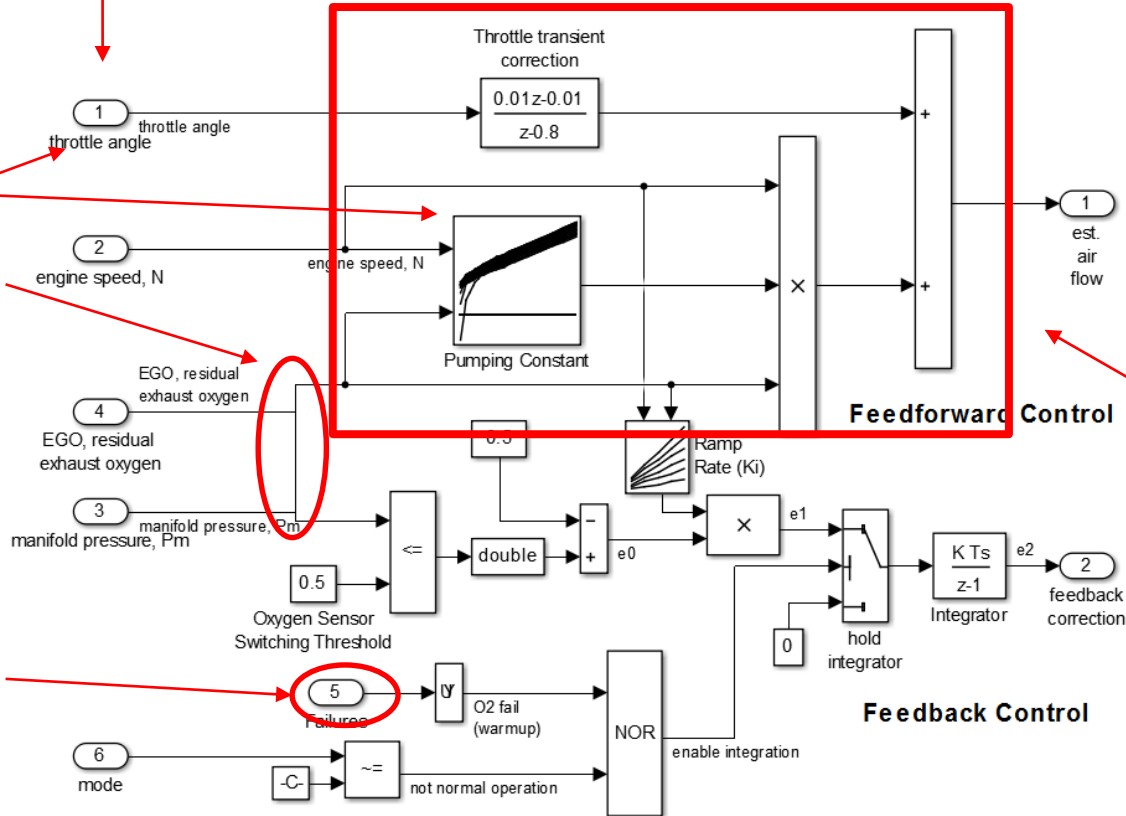 Throttle transient
correction
0.01z-0.01
z-0.8
1
throttle angle
throttle angle
+
2
engine speed, N
engine speed, N
Pumping Constant
×
+
1
est.
air
flow
EGO, residual
exhaust oxygen
4
EGO, residual
exhaust oxygen
Feedforward Control
0.5
Ramp
Rate (Ki)
3
manifold pressure, Pm
manifold pressure, Pm
<=
double
−
+
e0
×
e1
K Ts
z-1
e2
2
feedback
correction
Integrator
0.5
Oxygen Sensor
Switching Threshold
0
hold
integrator
5
Failures
U Y
O2 fail
(warmup)
NOR
enable integration
Feedback Control
6
mode
-C-
~=
not normal operation